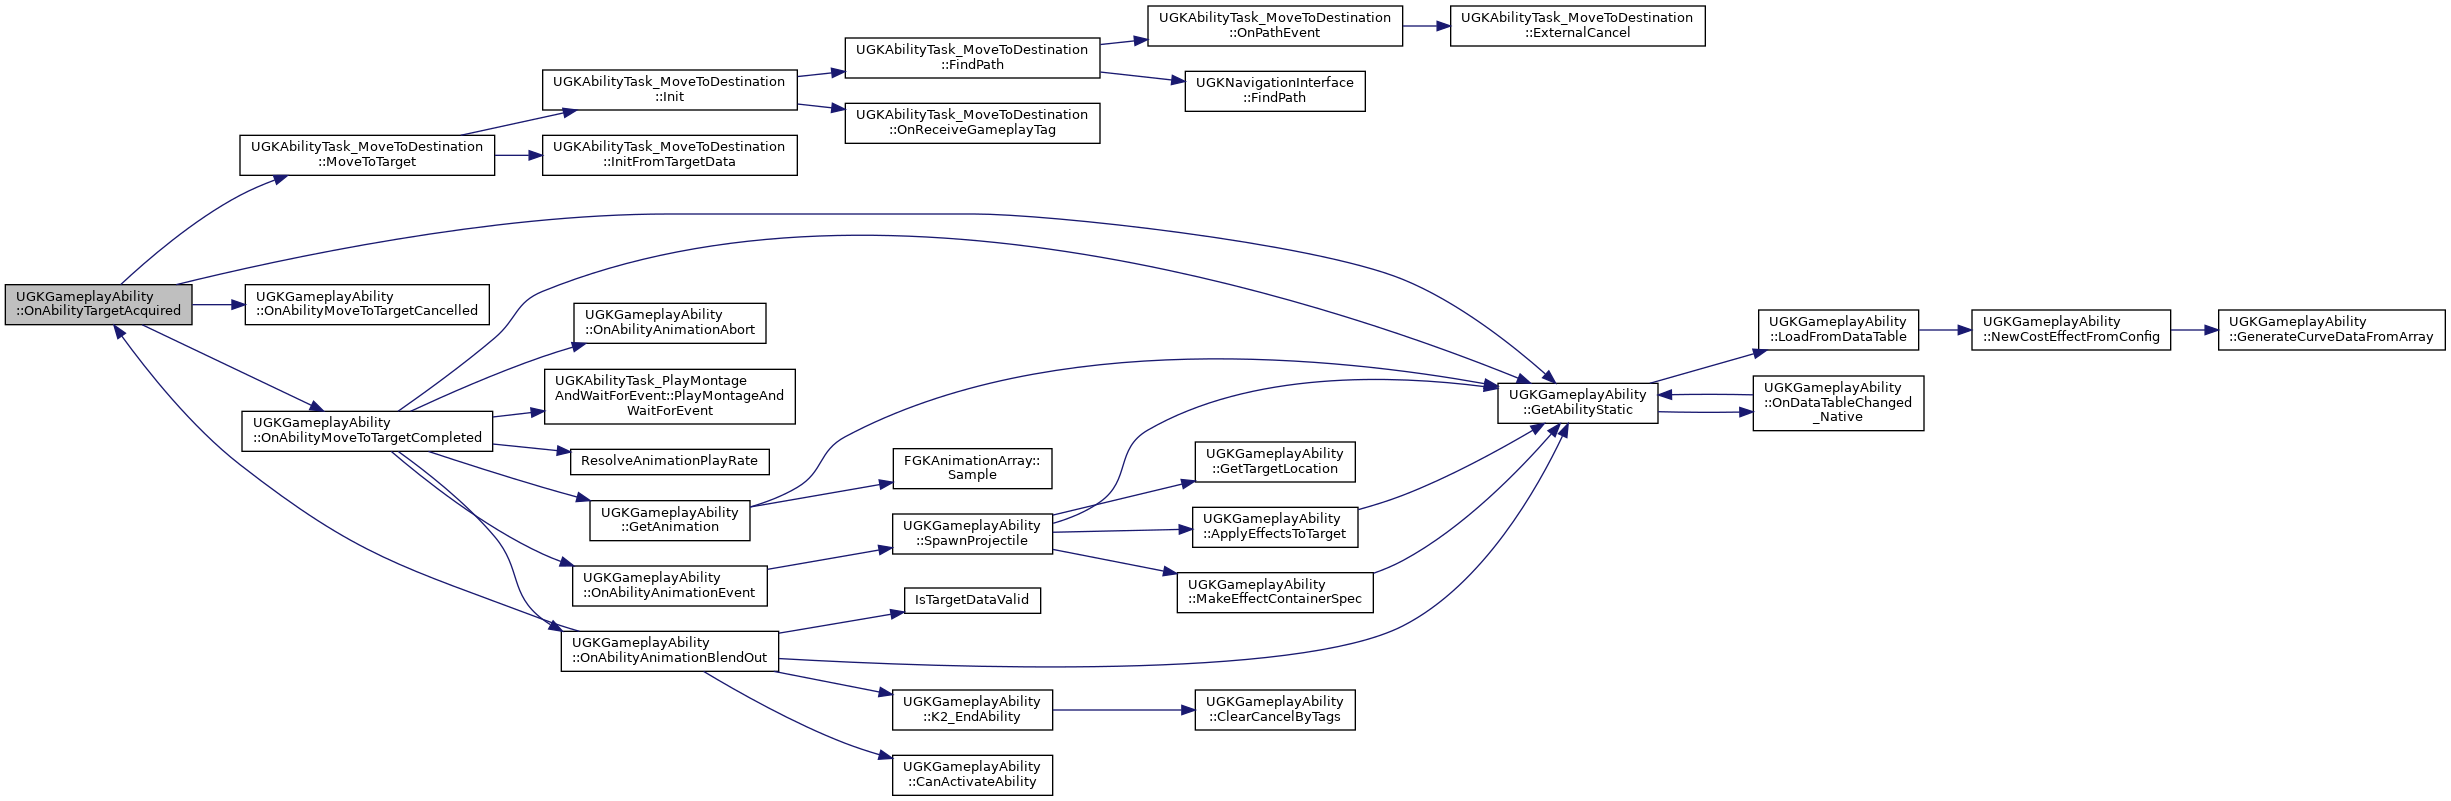 UGKAbilityTask_MoveToDestination
::OnPathEvent
UGKAbilityTask_MoveToDestination
::ExternalCancel
UGKAbilityTask_MoveToDestination
::FindPath
UGKNavigationInterface
::FindPath
UGKAbilityTask_MoveToDestination
::Init
UGKAbilityTask_MoveToDestination
::OnReceiveGameplayTag
UGKAbilityTask_MoveToDestination
::MoveToTarget
UGKAbilityTask_MoveToDestination
::InitFromTargetData
UGKGameplayAbility
::OnAbilityTargetAcquired
UGKGameplayAbility
::OnAbilityMoveToTargetCancelled
UGKGameplayAbility
::OnAbilityAnimationAbort
UGKGameplayAbility
::LoadFromDataTable
UGKGameplayAbility
::NewCostEffectFromConfig
UGKGameplayAbility
::GenerateCurveDataFromArray
UGKAbilityTask_PlayMontage
AndWaitForEvent::PlayMontageAnd
WaitForEvent
UGKGameplayAbility
::GetAbilityStatic
UGKGameplayAbility
::OnDataTableChanged
_Native
UGKGameplayAbility
::OnAbilityMoveToTargetCompleted
ResolveAnimationPlayRate
FGKAnimationArray::
Sample
UGKGameplayAbility
::GetTargetLocation
UGKGameplayAbility
::GetAnimation
UGKGameplayAbility
::SpawnProjectile
UGKGameplayAbility
::ApplyEffectsToTarget
UGKGameplayAbility
::OnAbilityAnimationEvent
UGKGameplayAbility
::MakeEffectContainerSpec
IsTargetDataValid
UGKGameplayAbility
::OnAbilityAnimationBlendOut
UGKGameplayAbility
::K2_EndAbility
UGKGameplayAbility
::ClearCancelByTags
UGKGameplayAbility
::CanActivateAbility